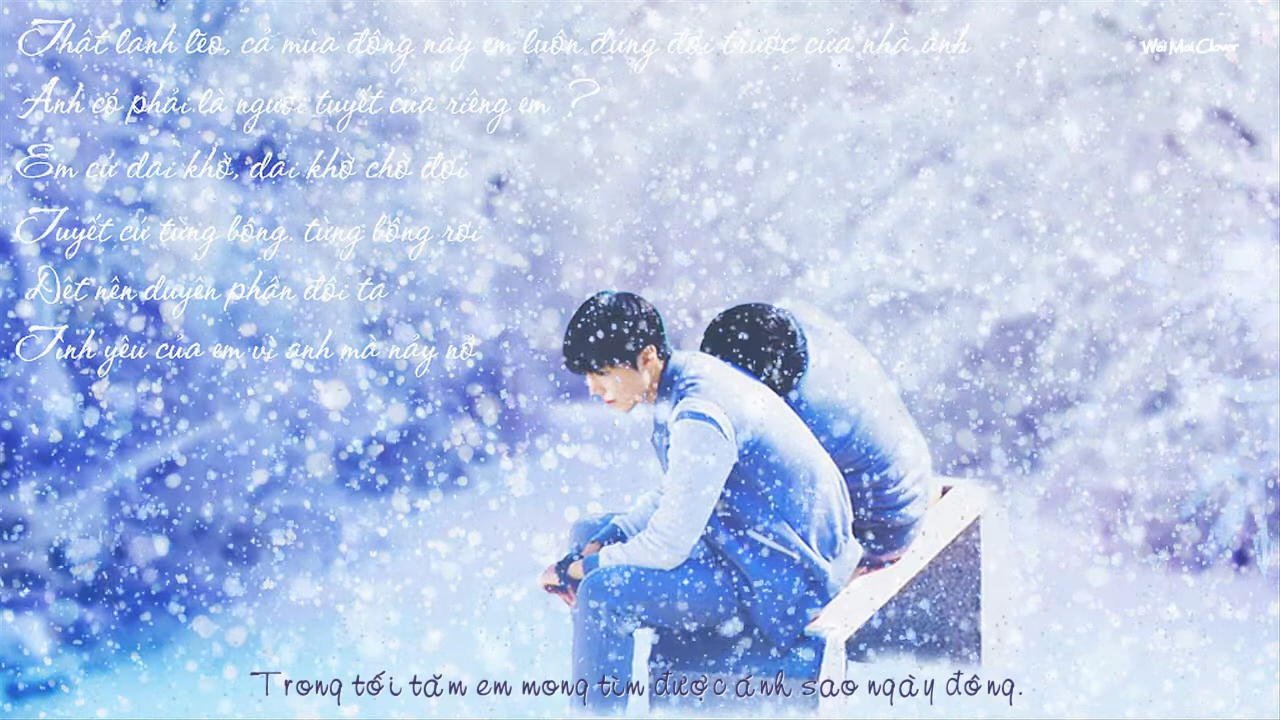 Thật lạnh lẽo, cả mùa đông này em luôn đứng đợi trước cửa nhà anh
Wei Mei Clover
Anh có phải là người tuyết của riêng em ?
Em cứ dại khờ, dại khờ chờ đợi
Tuyết cứ từng bông. từng bông rơi
Dệt nên duyên phận đôi ta
Tình yêu của em vì anh mà nảy nở
Trong tối tăm em mong tìm được ánh sao ngày đông.